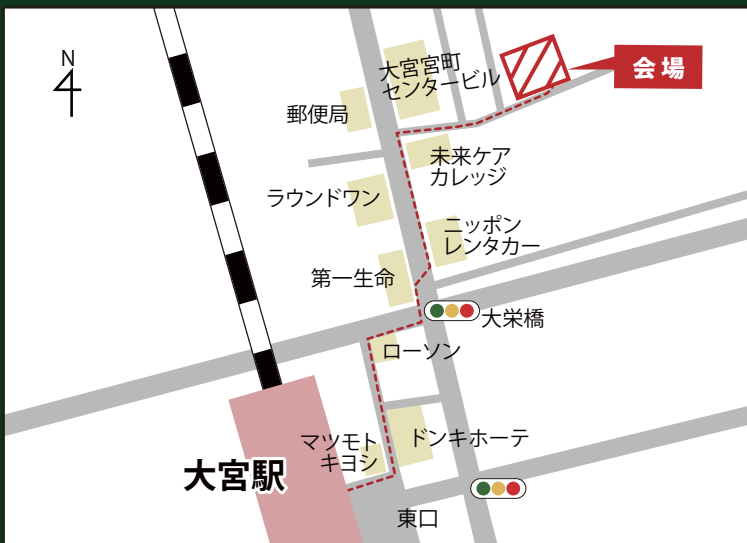 N
大宮宮町
センタービル
会場
郵便局
未来ケア
カレッジ
ラウンドワン
ニッポン
レンタカー
第一生命
大栄橋
ローソン
マツモト
キヨシ
ドンキホーテ
大宮駅
東口